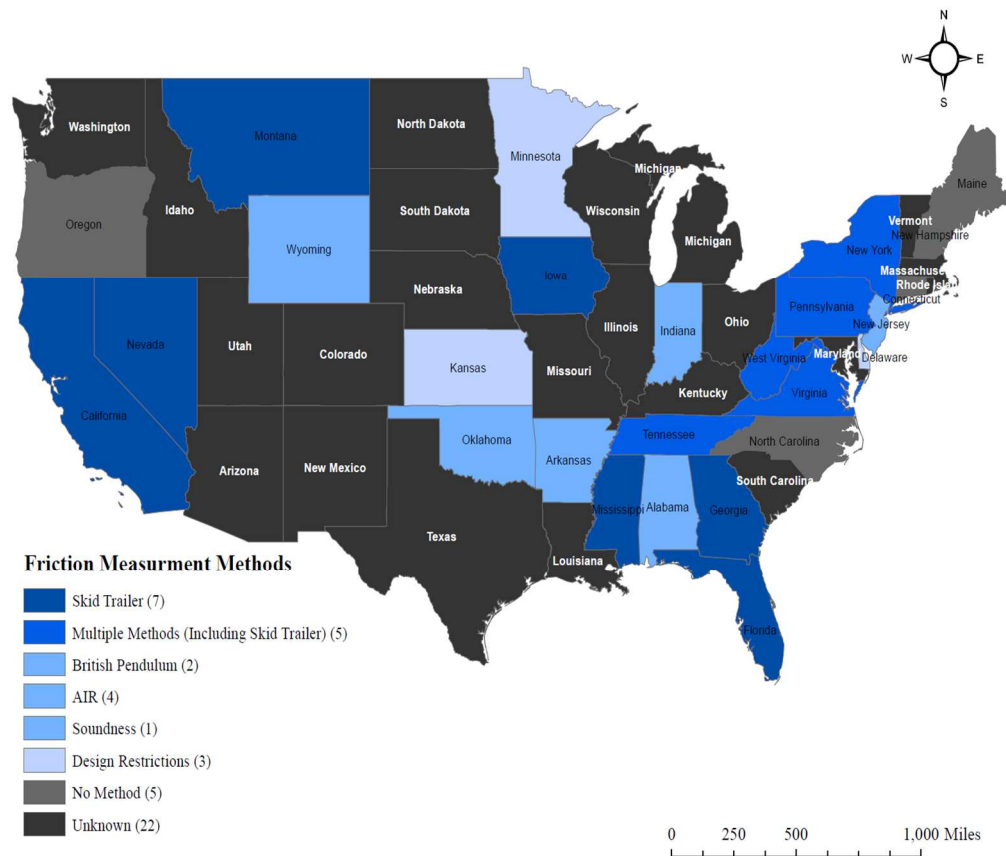 N
W
E
S
Washington
Montana
North Dakota
Minnesota
Michigan
Maine
Idaho
South Dakota
Wisconsin
Vermont
Oregon
Wyoming
Michigan
New Hampshire
New York
Massachuse
Iowa
Rhode Islan
Nebraska
Connecticut
Pennsylvania
Nevada
Utah
Colorado
Illinois
Indiana
Ohio
New Jersey
Kansas
Missouri
West Virginia
Maryland
Delaware
California
Kentucky
Virginia
Oklahoma
Tennessee
North Carolina
Arizona
New Mexico
Arkansas
South Carolina
Mississippi
Alabama
Georgia
Texas
Louisiana
Florida
Friction Measurment Methods
Skid Trailer (7)
Multiple Methods (Including Skid Trailer) (5)
British Pendulum (2)
AIR (4)
Soundness (1)
Design Restrictions (3)
No Method (5)
Unknown (22)
0 250 500 1,000 Miles